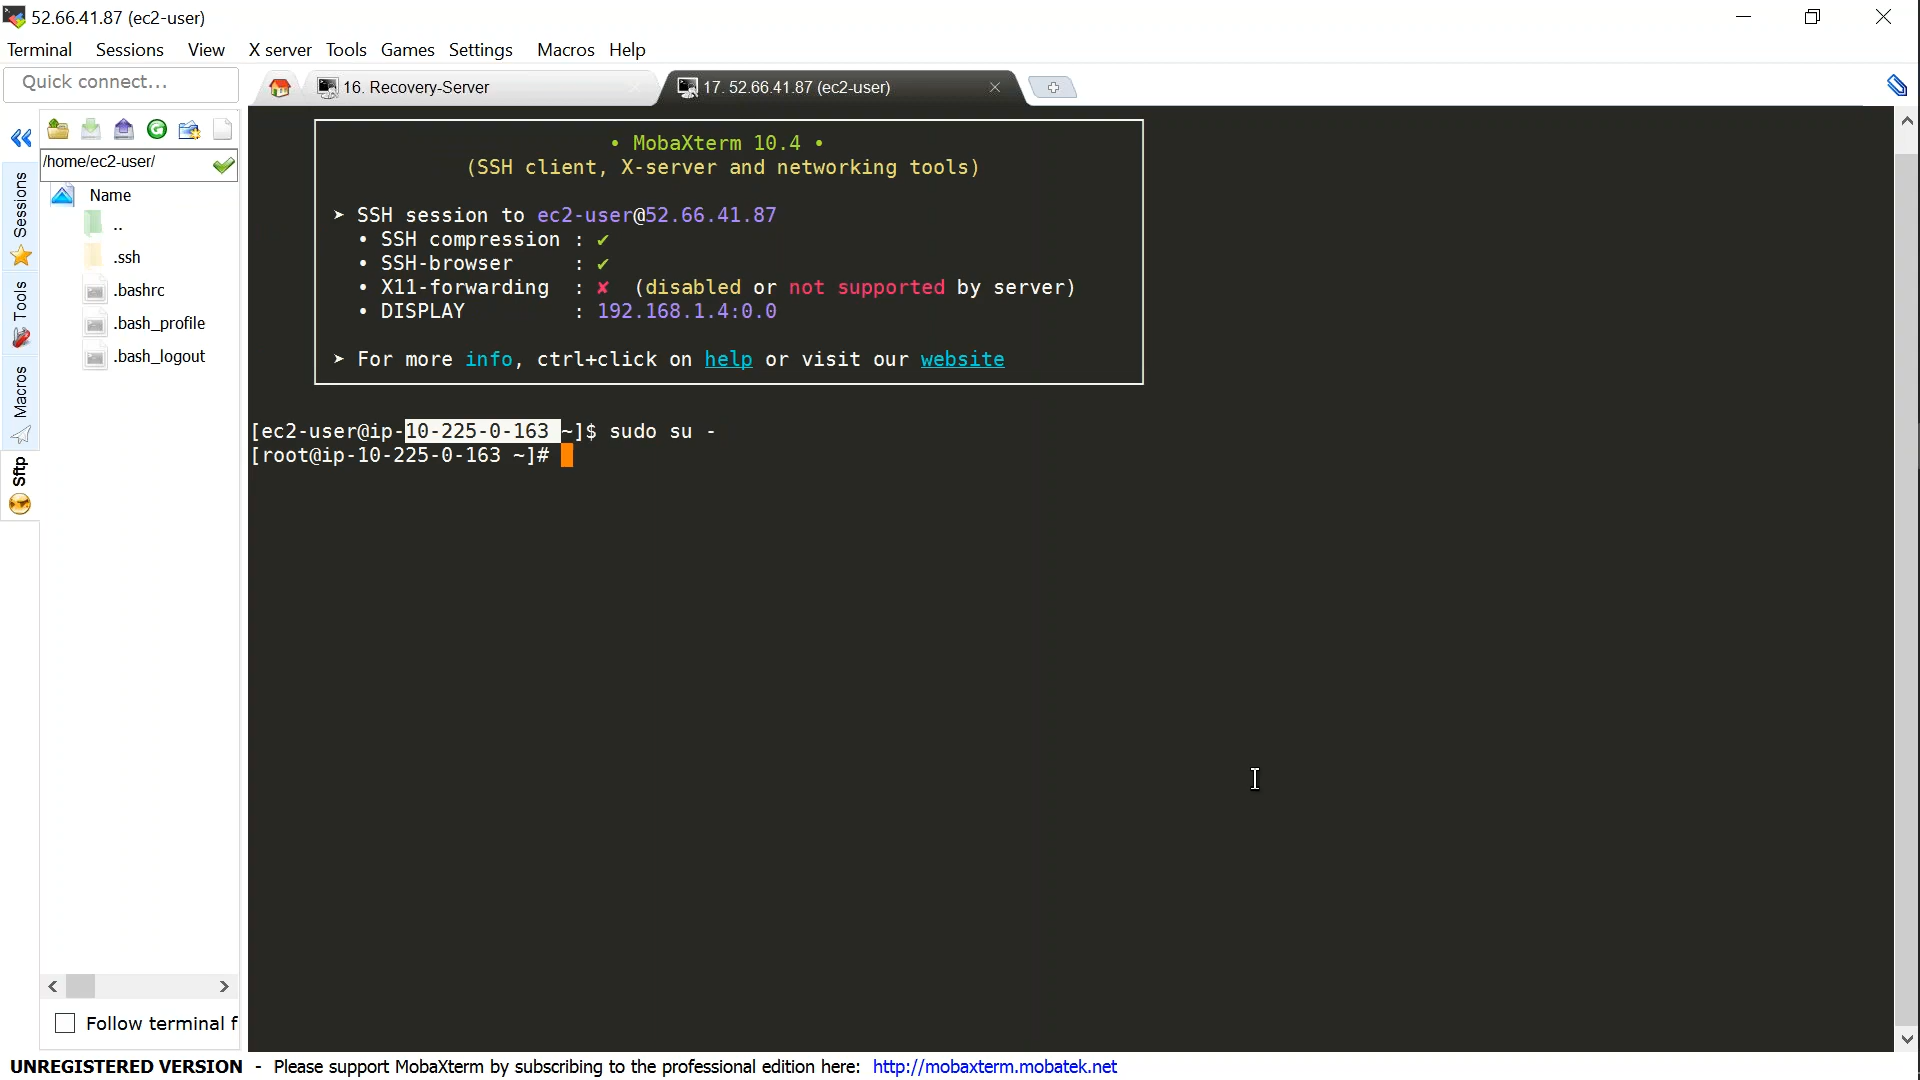 52.66.41.87 (ec2-user)
Terminal Sessions View X server Tools Games Settings Macros Help
Quick connect...
16. Recovery-Server
17. 52.66.41.87 (ec2-user)
/home/ec2-user/
Name
..
.ssh
.bashrc
.bash_profile
.bash_logout
Sessions
Tools
Macros
Sftp
Follow terminal f
• MobaXterm 10.4 •
(SSH client, X-server and networking tools)
➤ SSH session to ec2-user@52.66.41.87
• SSH compression : ✔
• SSH-browser : ✔
• X11-forwarding : ✘ (disabled or not supported by server)
• DISPLAY : 192.168.1.4:0.0
➤ For more info, ctrl+click on help or visit our website
[ec2-user@ip-10-225-0-163 ~]$ sudo su -
[root@ip-10-225-0-163 ~]#
UNREGISTERED VERSION - Please support MobaXterm by subscribing to the professional edition here: http://mobaxterm.mobatek.net